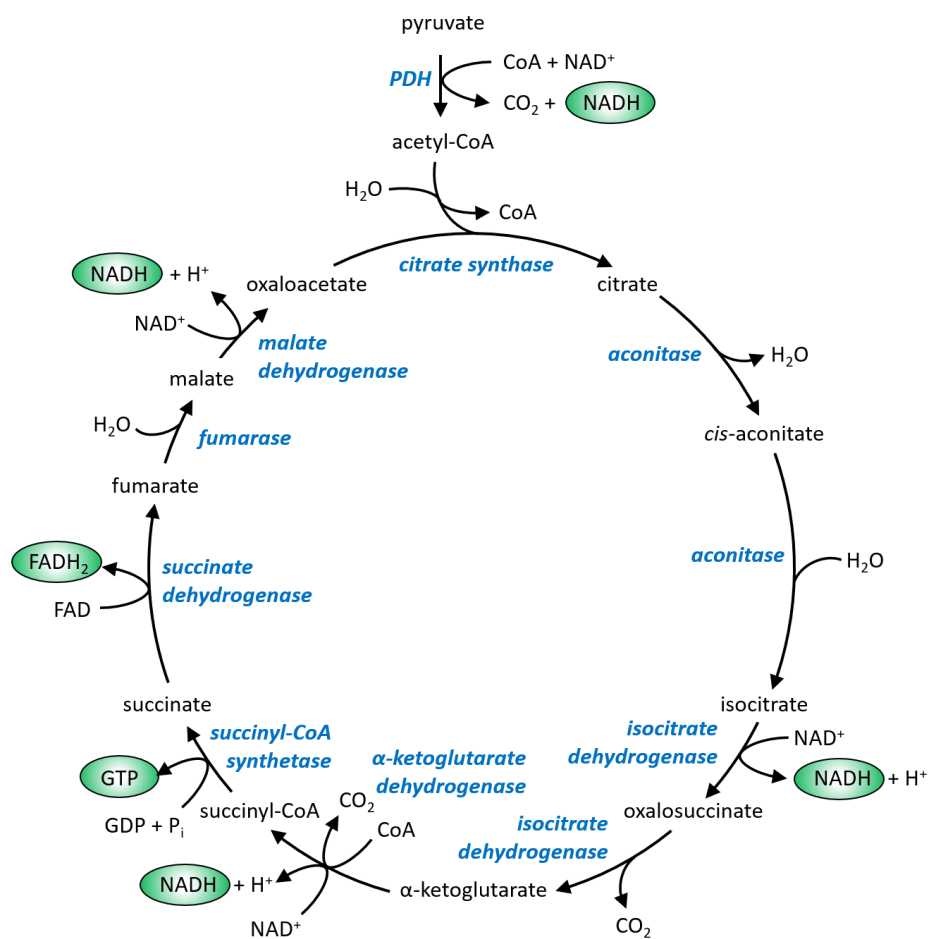 pyruvate
PDH
CoA + NAD⁺
CO₂ + NADH
acetyl-CoA
H₂O
CoA
citrate synthase
NADH + H⁺
oxaloacetate
citrate
NAD⁺
malate
dehydrogenase
aconitase
H₂O
malate
H₂O
fumarase
cis-aconitate
fumarate
FADH₂
succinate
dehydrogenase
FAD
aconitase
H₂O
succinate
isocitrate
succinyl-CoA
synthetase
isocitrate
dehydrogenase
NAD⁺
NADH + H⁺
GTP
GDP + Pᵢ
α-ketoglutarate
dehydrogenase
succinyl-CoA
CO₂
CoA
oxalosuccinate
isocitrate
dehydrogenase
NADH + H⁺
NAD⁺
α-ketoglutarate
CO₂